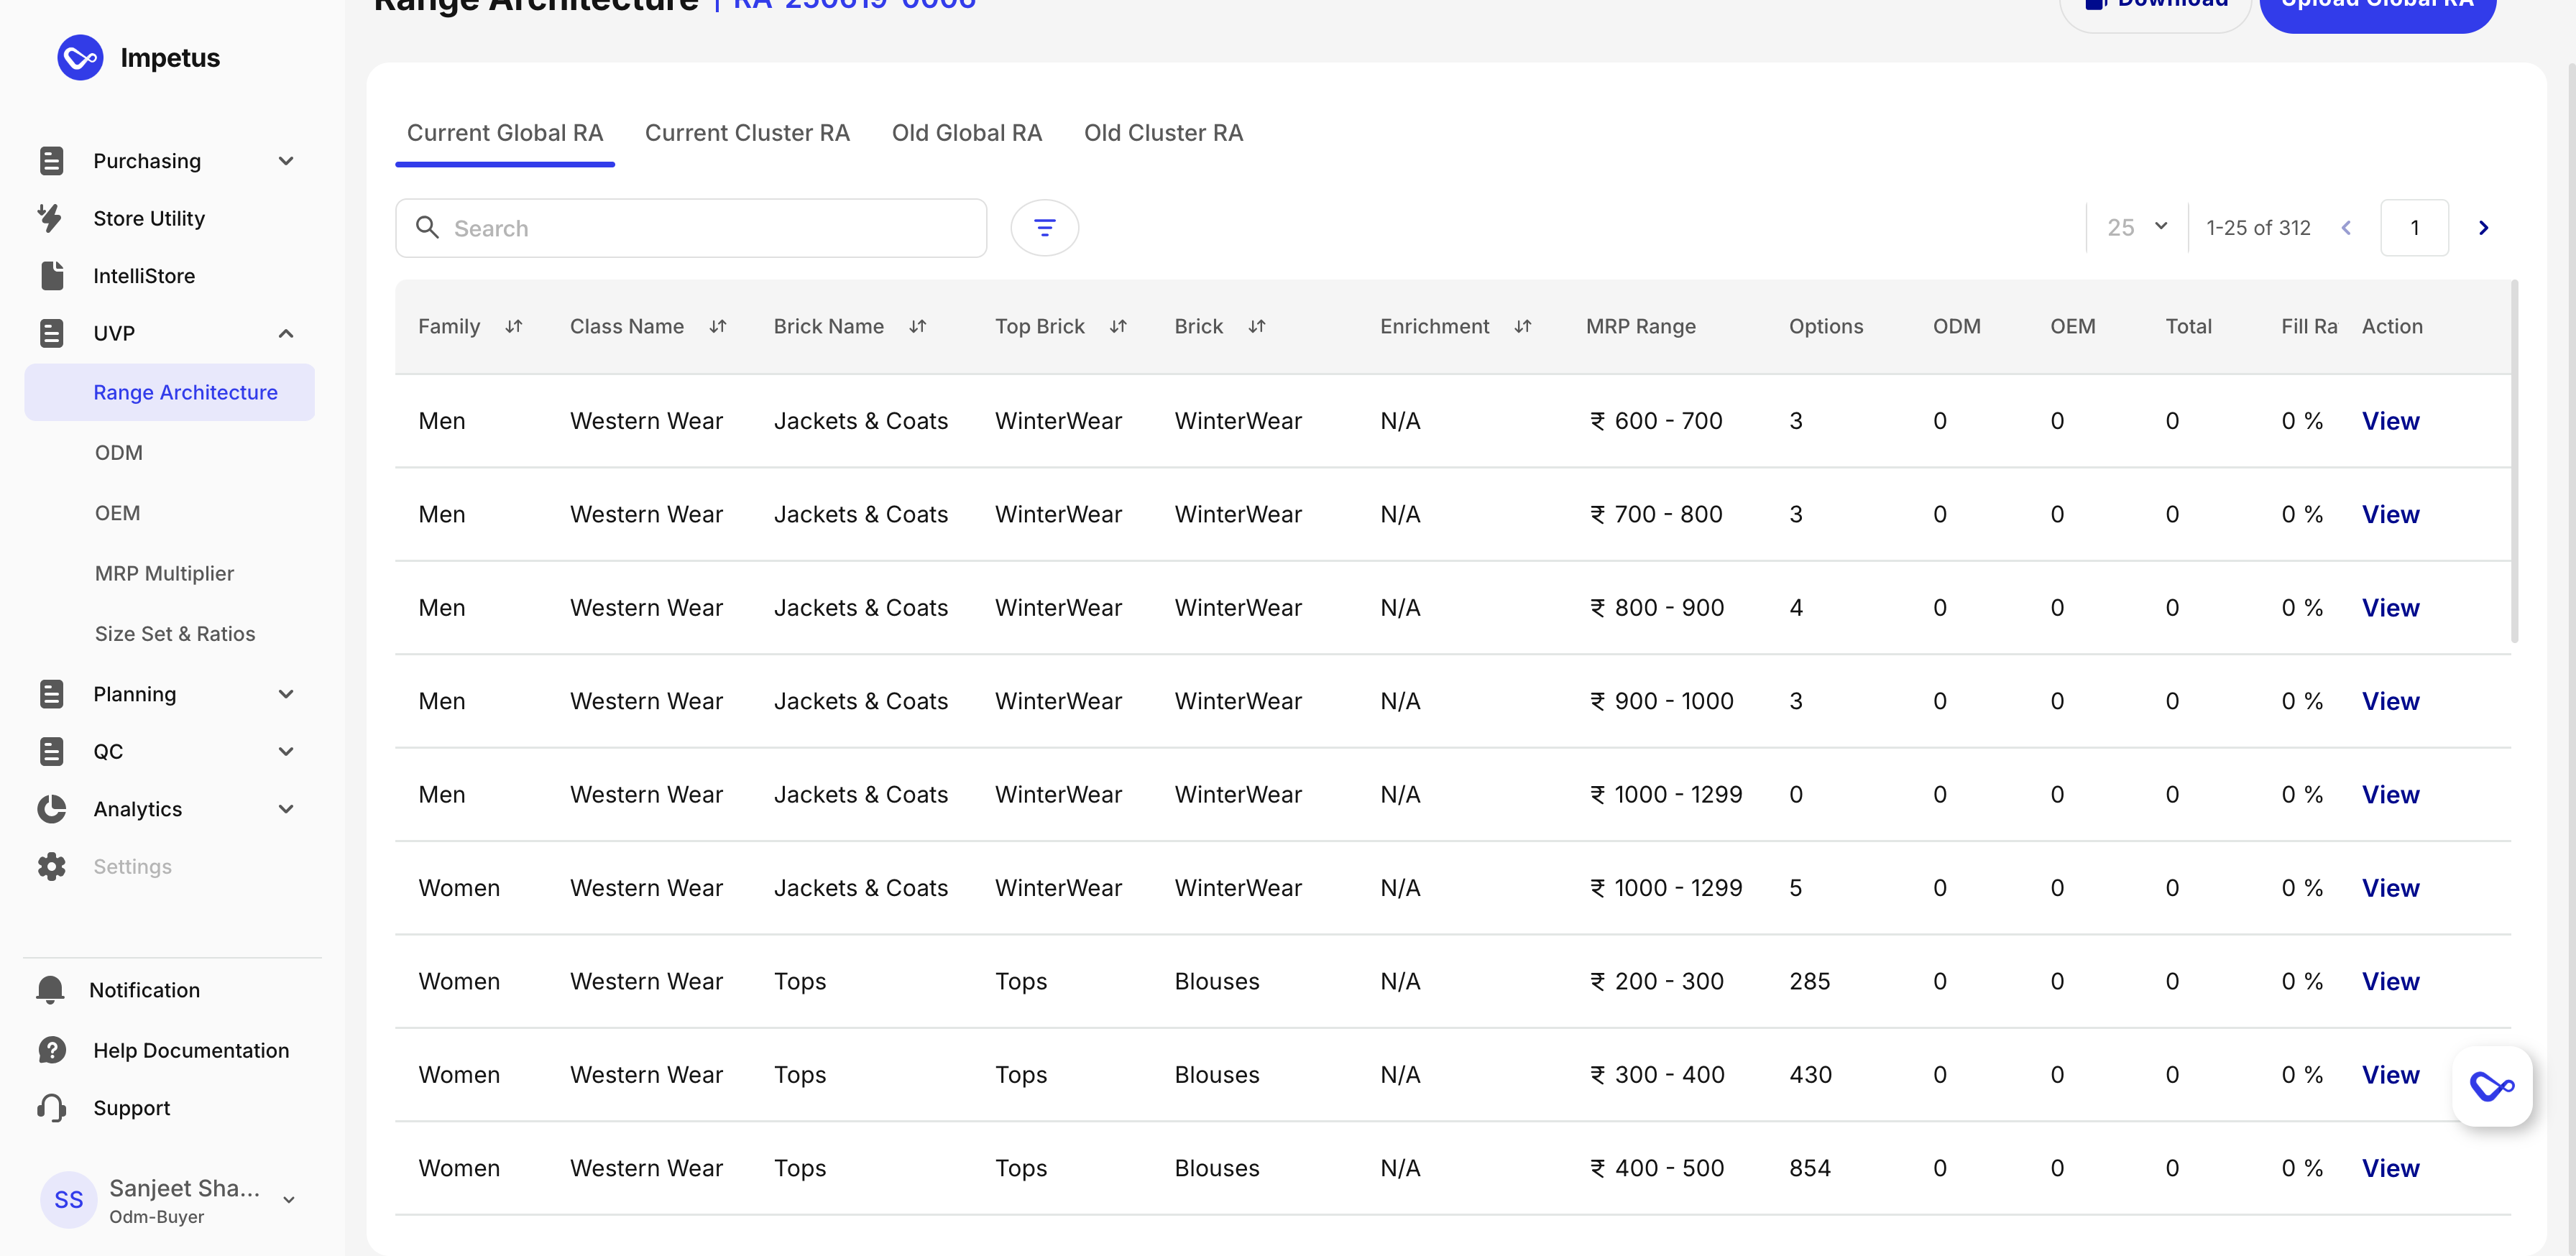 Range Architecture | RA-250619-0006
Download
Upload Global RA
Impetus
Purchasing
Store Utility
IntelliStore
UVP
Range Architecture
ODM
OEM
MRP Multiplier
Size Set & Ratios
Planning
QC
Analytics
Settings
Notification
Help Documentation
Support
SS
Sanjeet Sha...
Odm-Buyer
Current Global RA Current Cluster RA Old Global RA Old Cluster RA
Search
25 1-25 of 312 1
Family Class Name Brick Name Top Brick Brick Enrichment MRP Range Options ODM OEM Total Fill Ra Action
Men Western Wear Jackets & Coats WinterWear WinterWear N/A ₹ 600 - 700 3 0 0 0 0 % View
Men Western Wear Jackets & Coats WinterWear WinterWear N/A ₹ 700 - 800 3 0 0 0 0 % View
Men Western Wear Jackets & Coats WinterWear WinterWear N/A ₹ 800 - 900 4 0 0 0 0 % View
Men Western Wear Jackets & Coats WinterWear WinterWear N/A ₹ 900 - 1000 3 0 0 0 0 % View
Men Western Wear Jackets & Coats WinterWear WinterWear N/A ₹ 1000 - 1299 0 0 0 0 0 % View
Women Western Wear Jackets & Coats WinterWear WinterWear N/A ₹ 1000 - 1299 5 0 0 0 0 % View
Women Western Wear Tops Tops Blouses N/A ₹ 200 - 300 285 0 0 0 0 % View
Women Western Wear Tops Tops Blouses N/A ₹ 300 - 400 430 0 0 0 0 % View
Women Western Wear Tops Tops Blouses N/A ₹ 400 - 500 854 0 0 0 0 % View